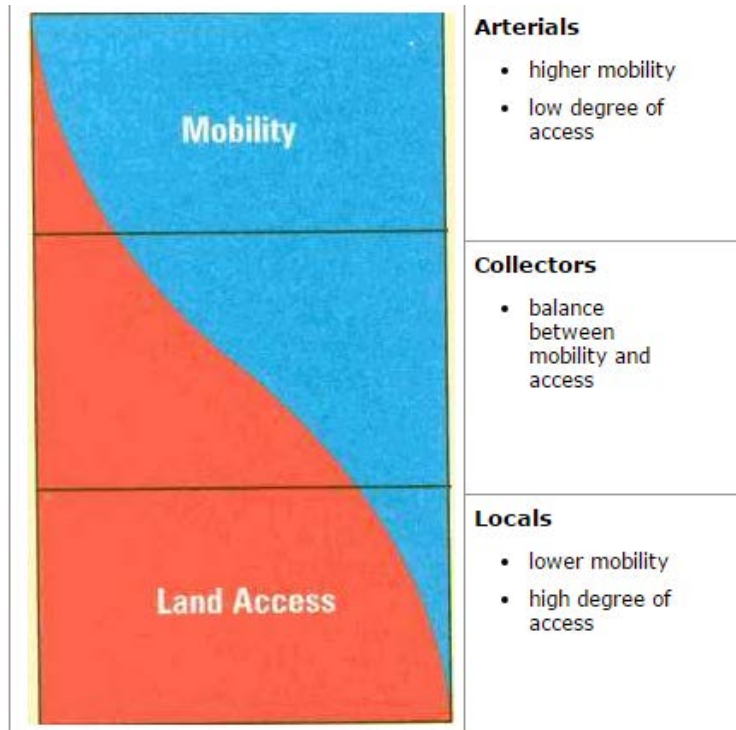 Mobility
Land Access
Arterials
• higher mobility
• low degree of
access
Collectors
• balance
between
mobility and
access
Locals
• lower mobility
• high degree of
access